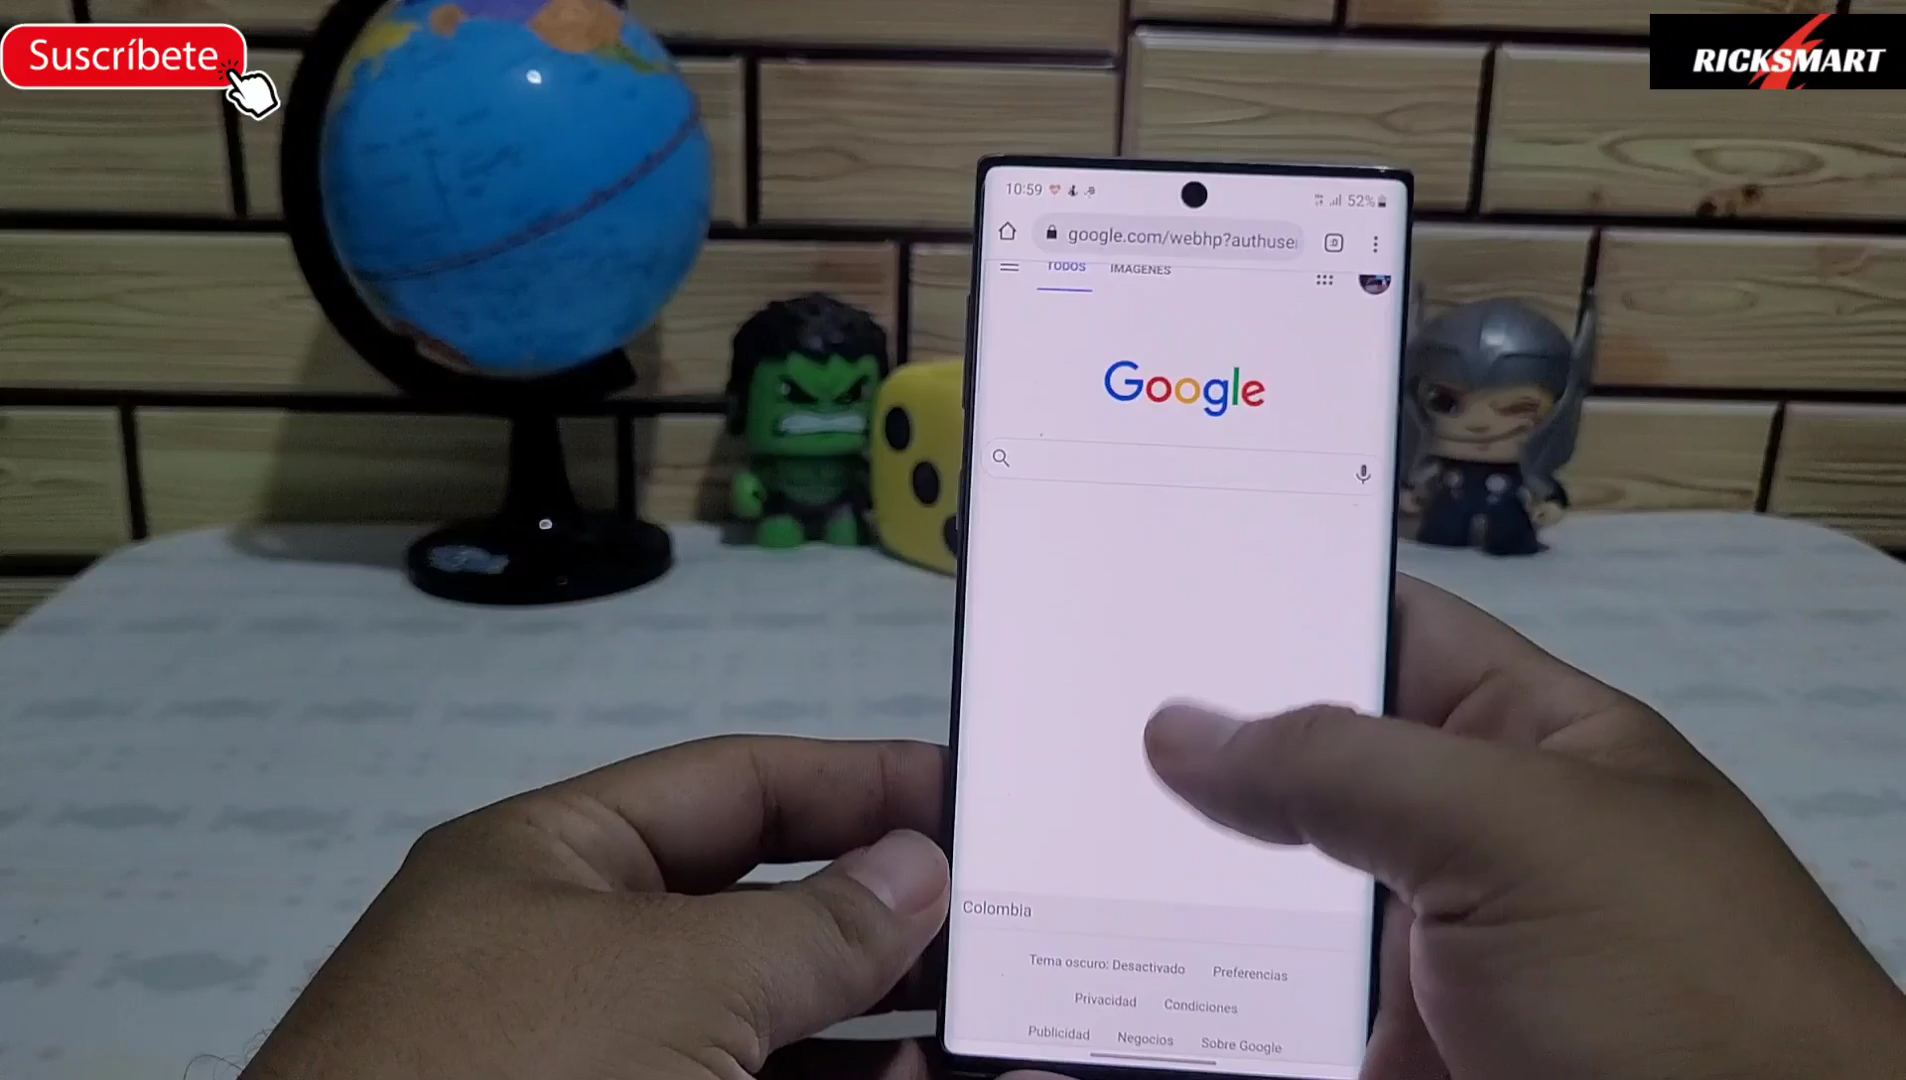 Suscríbete
RICKSMART
10:59
52%
google.com/webhp?authuse
TODOS IMÁGENES
Google
Colombia
Tema oscuro: Desactivado Preferencias
Privacidad Condiciones
Publicidad Negocios Sobre Google